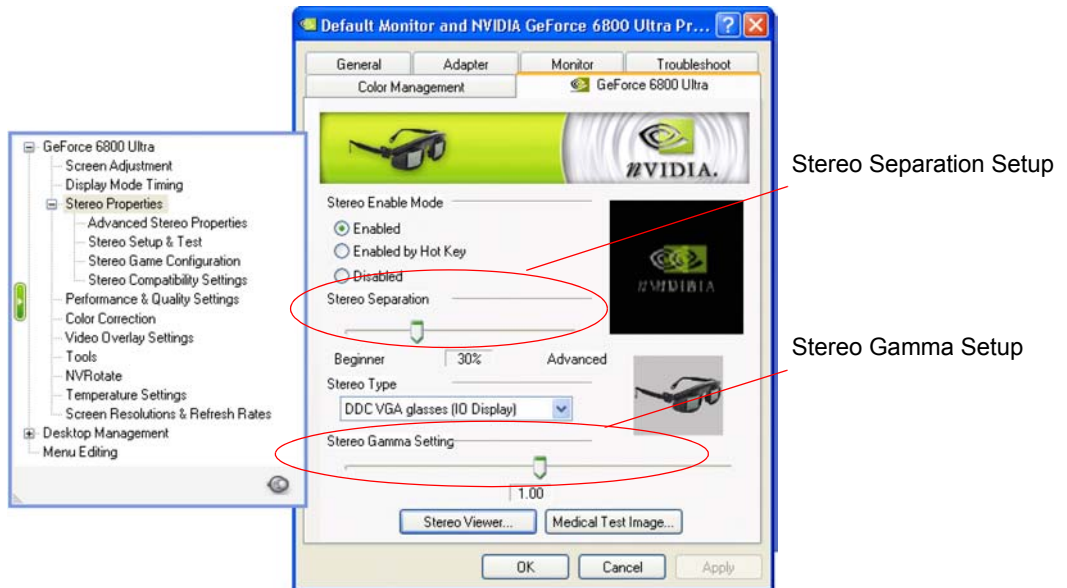 Default Monitor and NVIDIA GeForce 6800 Ultra Pr...
General Adapter Monitor Troubleshoot
Color Management GeForce 6800 Ultra
nVIDIA.
GeForce 6800 Ultra
Screen Adjustment
Display Mode Timing
Stereo Properties
Advanced Stereo Properties
Stereo Setup & Test
Stereo Game Configuration
Stereo Compatibility Settings
Performance & Quality Settings
Color Correction
Video Overlay Settings
Tools
NVRotate
Temperature Settings
Screen Resolutions & Refresh Rates
Desktop Management
Menu Editing
Stereo Enable Mode
Enabled
Enabled by Hot Key
Disabled
Stereo Separation
Beginner 30% Advanced
Stereo Type
DDC VGA glasses (IO Display)
Stereo Gamma Setting
1.00
Stereo Viewer... Medical Test Image...
OK Cancel Apply
Stereo Separation Setup
Stereo Gamma Setup